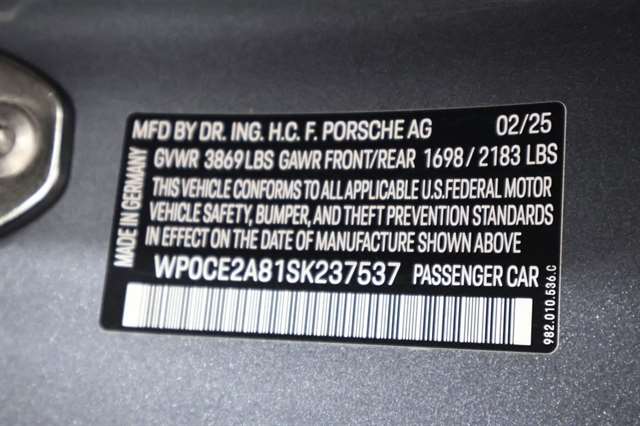 MFD BY DR. ING. H.C. F. PORSCHE AG 02/25
GVWR 3869 LBS GAWR FRONT/REAR 1698 / 2183 LBS
THIS VEHICLE CONFORMS TO ALL APPLICABLE U.S. FEDERAL MOTOR
VEHICLE SAFETY, BUMPER, AND THEFT PREVENTION STANDARDS
IN EFFECT ON THE DATE OF MANUFACTURE SHOWN ABOVE
WP0CE2A81SK237537 PASSENGER CAR
MADE IN GERMANY
982.010.536.C